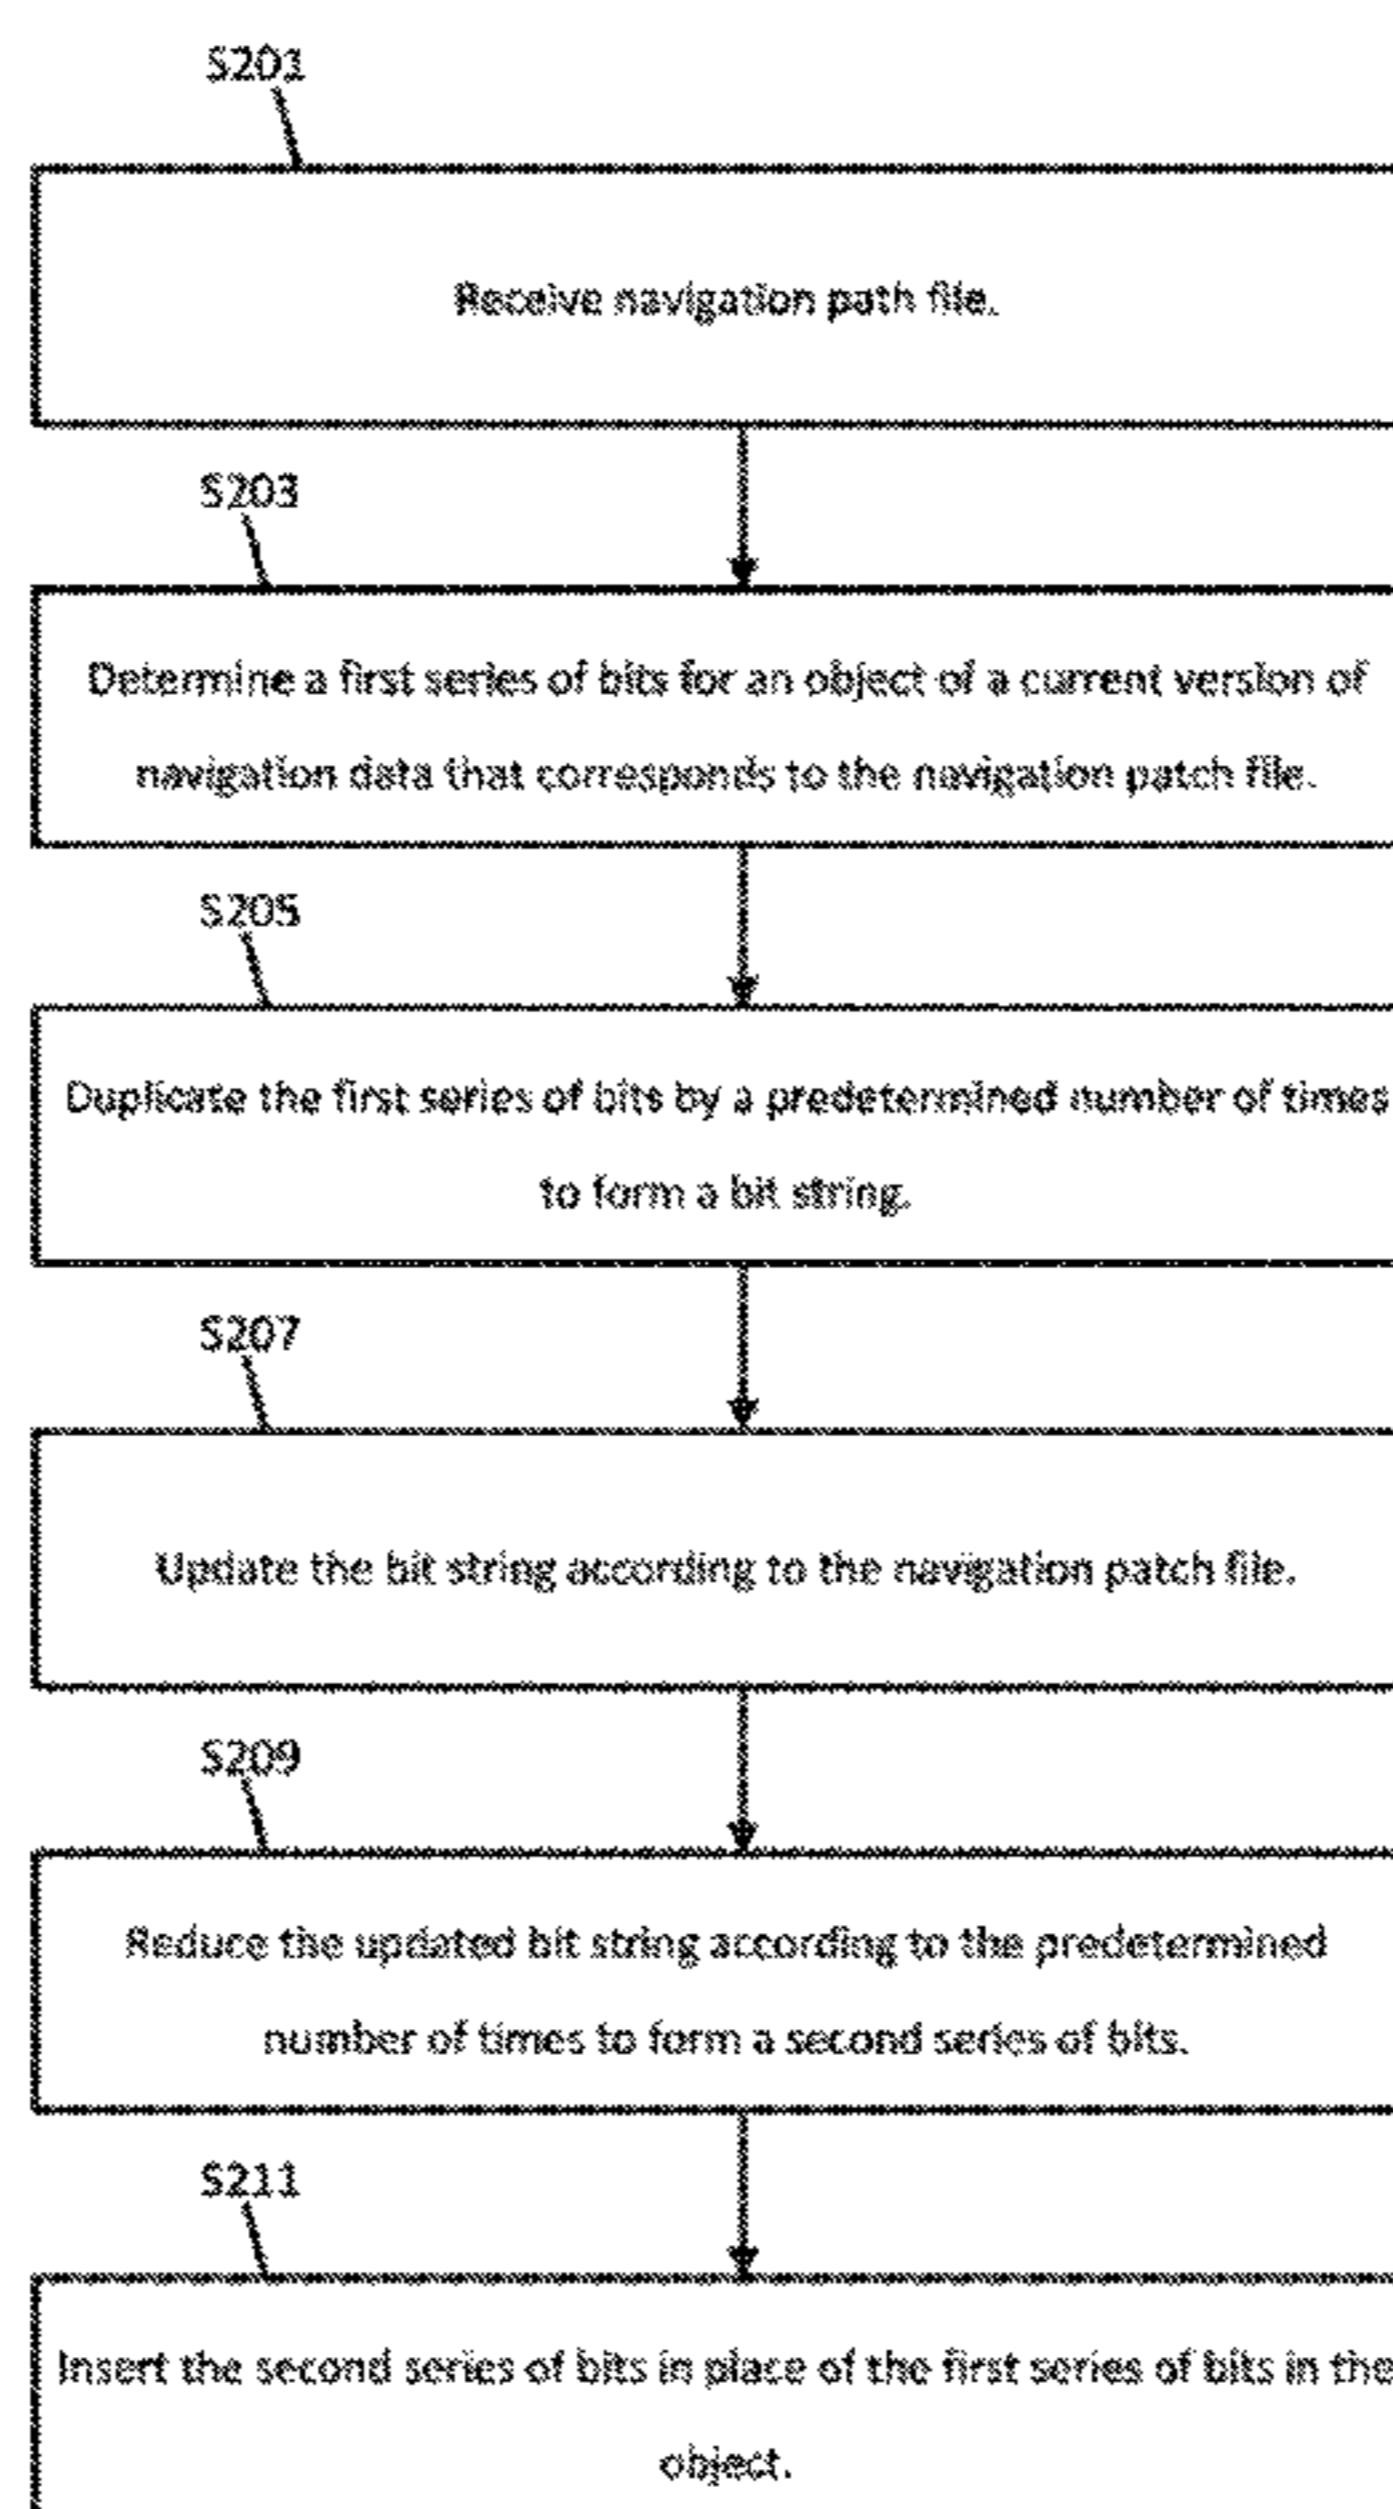 S201
Receive navigation path file.
S203
Determine a first series of bits for an object of a current version of
navigation data that corresponds to the navigation patch file.
S205
Duplicate the first series of bits by a predetermined number of times
to form a bit string.
S207
Update the bit string according to the navigation patch file.
S209
Reduce the updated bit string according to the predetermined
number of times to form a second series of bits.
S211
Insert the second series of bits in place of the first series of bits in the
object.